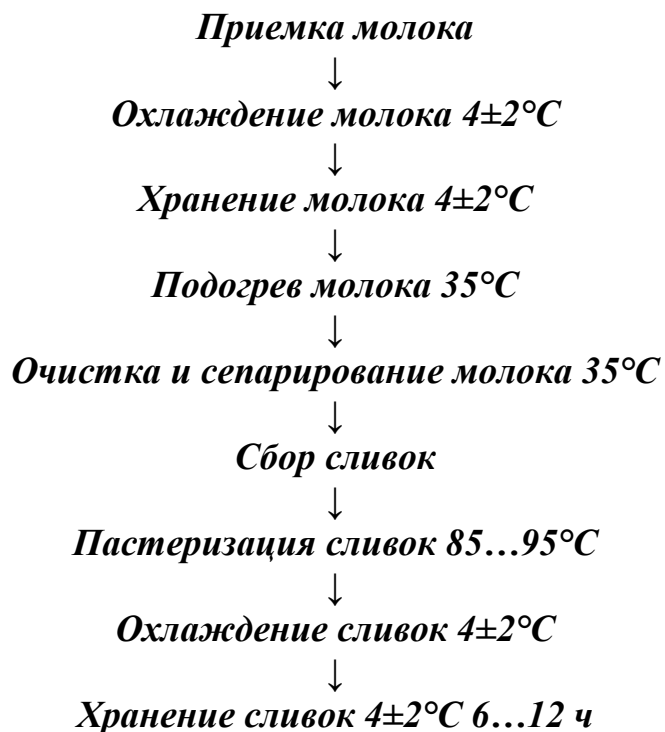 Приемка молока
↓
Охлаждение молока 4±2°С
↓
Хранение молока 4±2°С
↓
Подогрев молока 35°С
↓
Очистка и сепарирование молока 35°С
↓
Сбор сливок
↓
Пастеризация сливок 85…95°С
↓
Охлаждение сливок 4±2°С
↓
Хранение сливок 4±2°С 6…12 ч